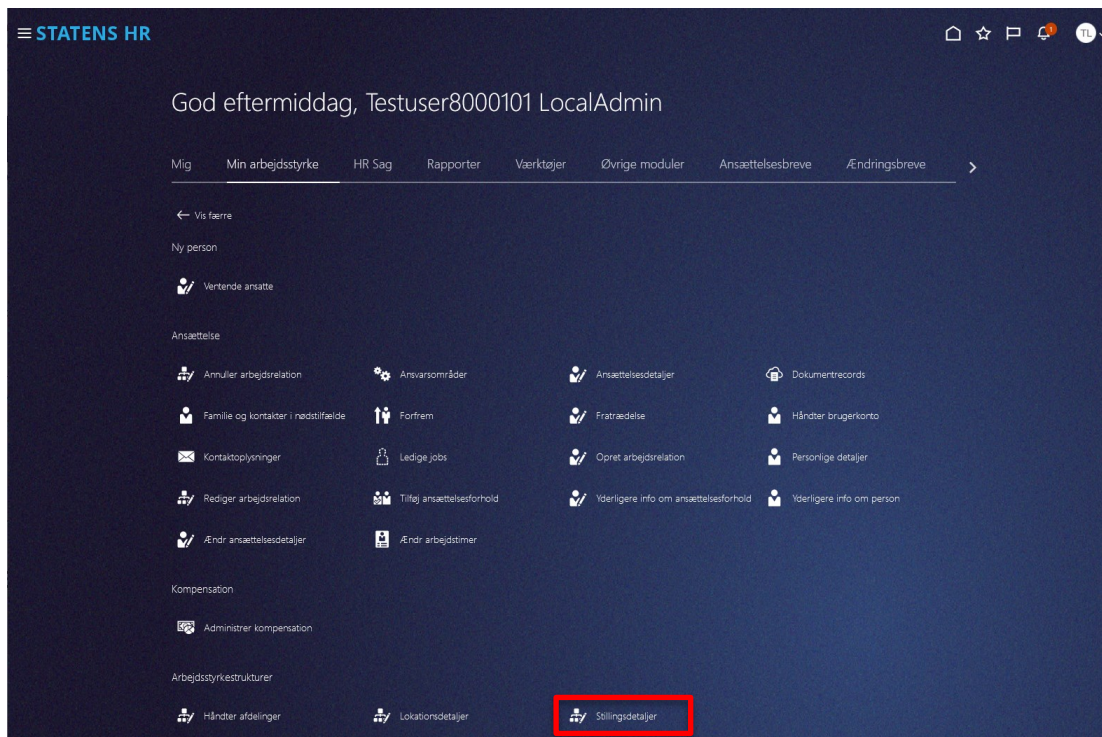 STATENS HR
1
TL
God eftermiddag, Testuser8000101 LocalAdmin
Mig Min arbejdsstyrke HR Sag Rapporter Værktøjer Øvrige moduler Ansættelsesbreve Ændringsbreve
Vis færre
Ny person
Ventende ansatte
Ansættelse
Annuller arbejdsrelation Ansvarsområder Ansættelsesdetaljer Dokumentrecords
Familie og kontakter i nødstilfælde Forfrem Fratrædelse Håndter brugerkonto
Kontaktoplysninger Ledige jobs Opret arbejdsrelation Personlige detaljer
Rediger arbejdsrelation Tilføj ansættelsesforhold Yderligere info om ansættelsesforhold Yderligere info om person
Ændr ansættelsesdetaljer Ændr arbejdstimer
Kompensation
Administrer kompensation
Arbejdsstyrkestrukturer
Håndter afdelinger Lokationsdetaljer Stillingsdetaljer